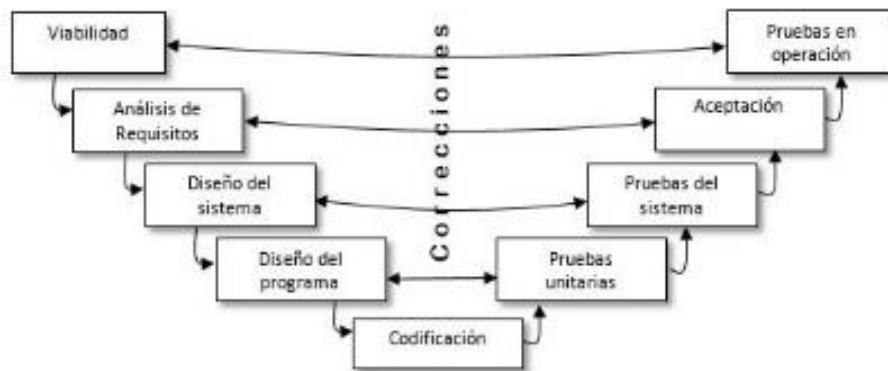 Viabilidad
Pruebas en
operación
Análisis de
Requisitos
Aceptación
Diseño del
sistema
Correcciones
Pruebas del
sistema
Diseño del
programa
Pruebas
unitarias
Codificación